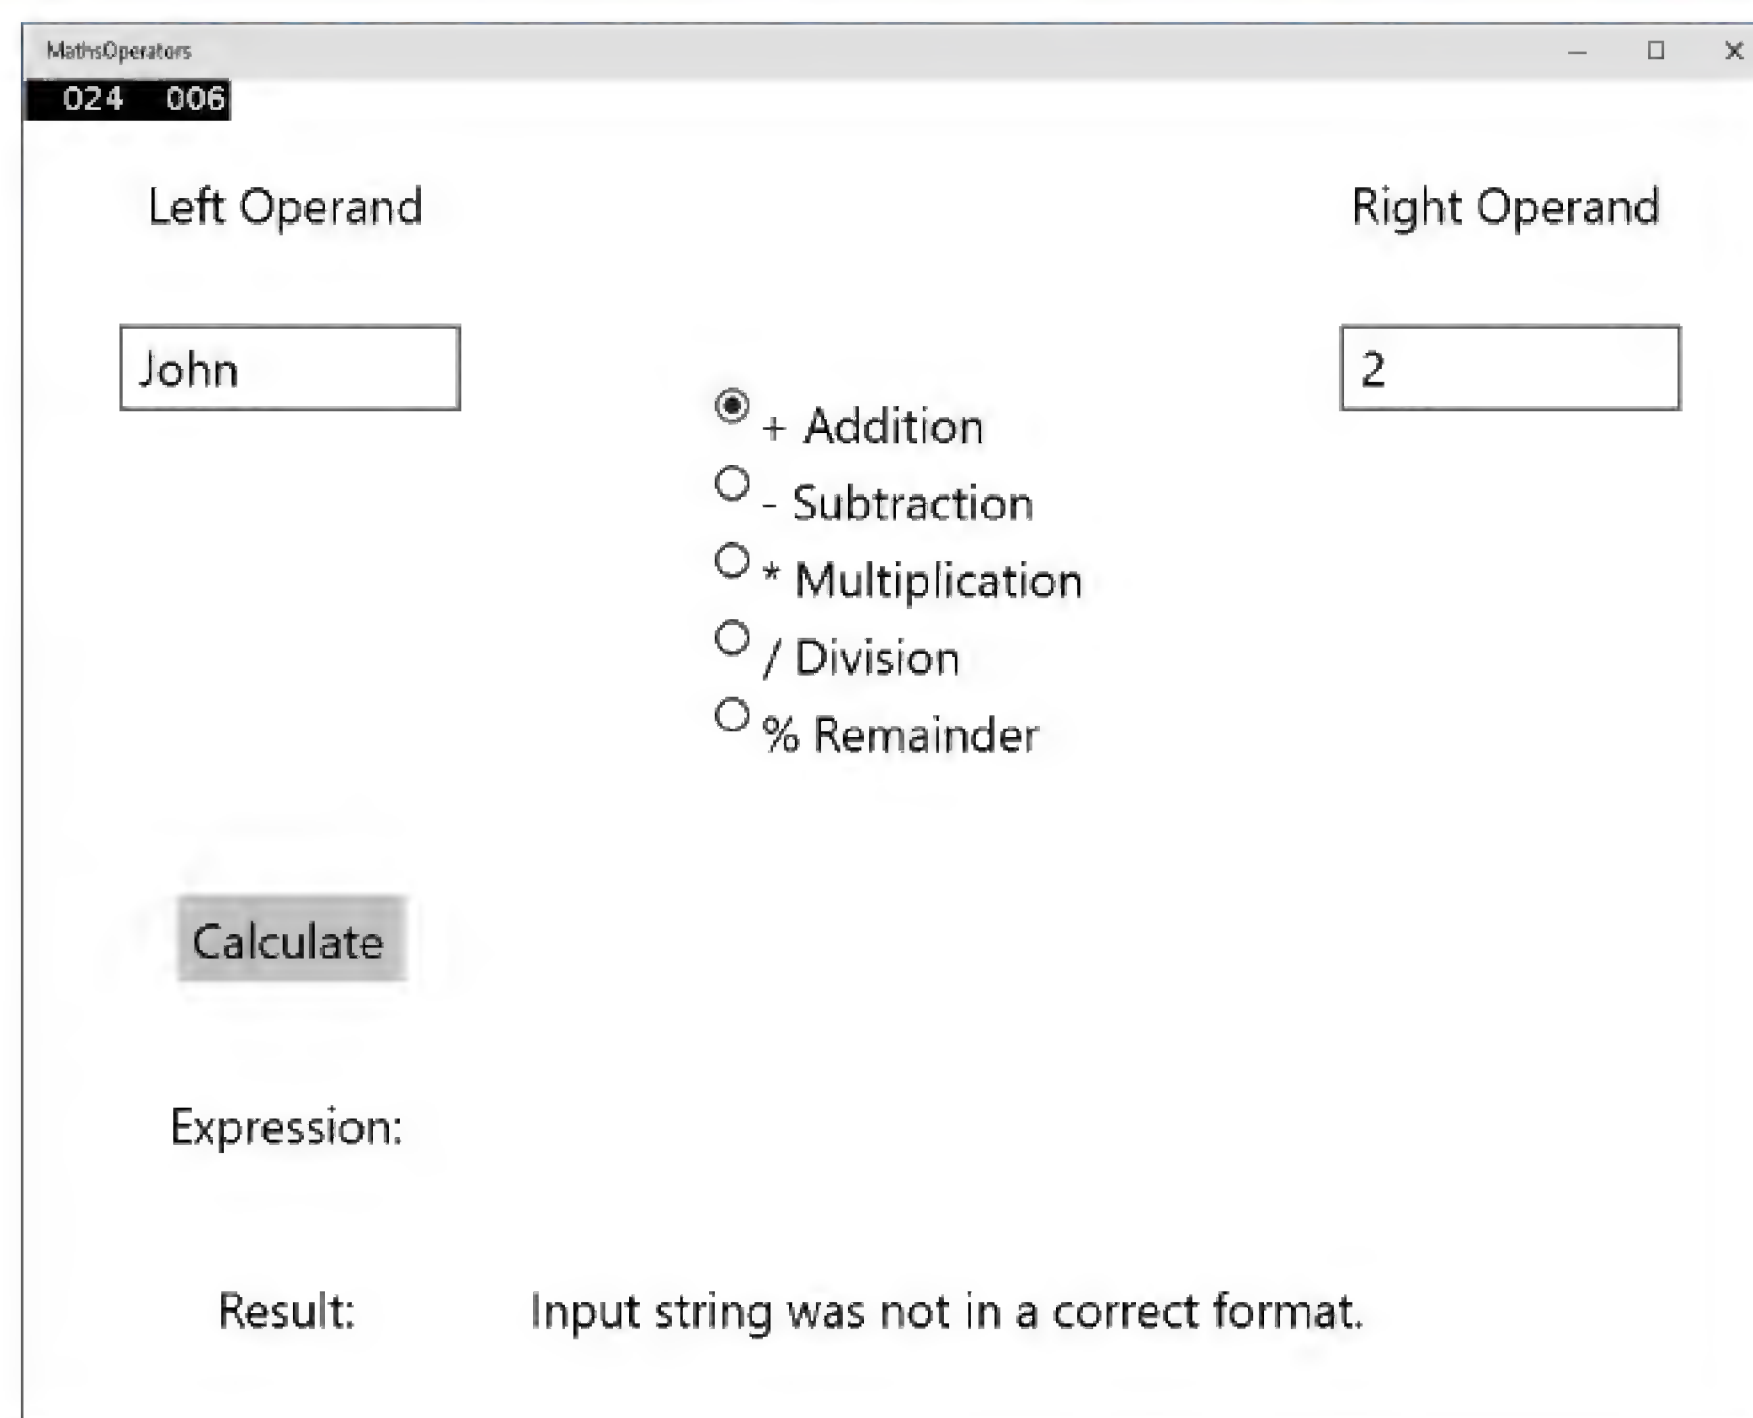 MathsOperators
024 006
Left Operand
Right Operand
John
2
+ Addition
- Subtraction
* Multiplication
/ Division
% Remainder
Calculate
Expression:
Result: Input string was not in a correct format.